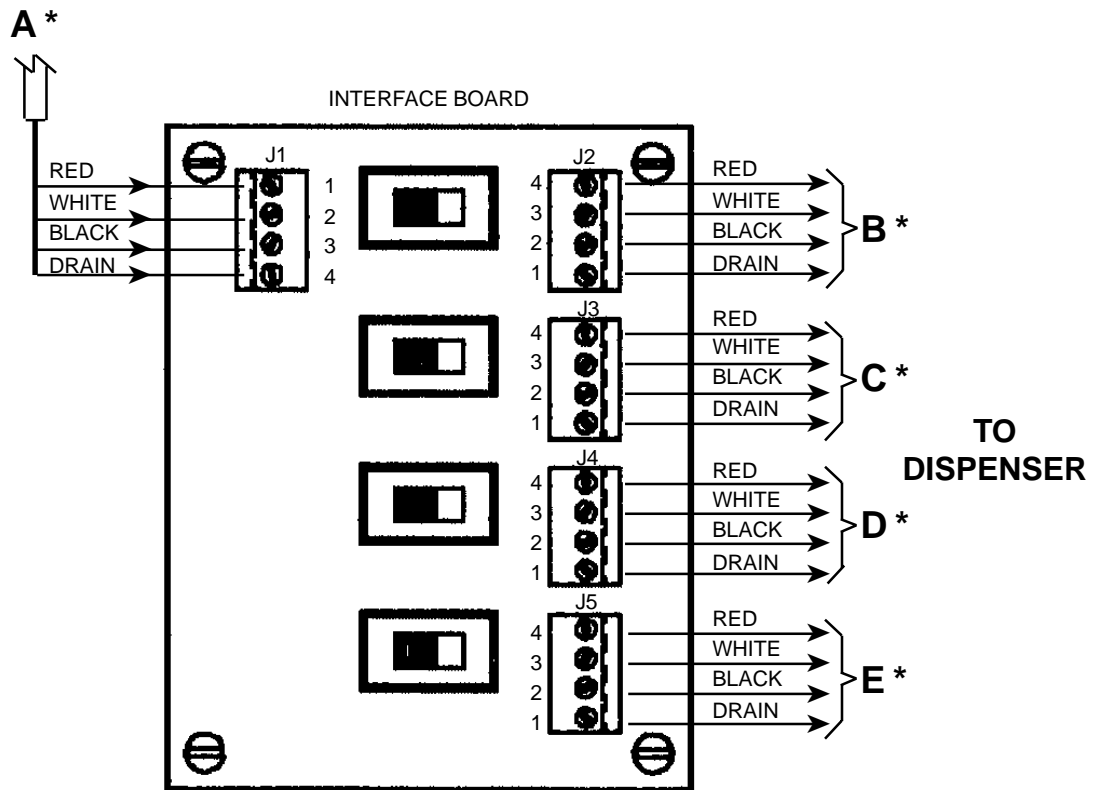 A *
INTERFACE BOARD
J1
RED
1
WHITE
2
BLACK
3
DRAIN
4
J2
4
RED
3
WHITE
2
BLACK
1
DRAIN
B *
J3
4
RED
3
WHITE
2
BLACK
1
DRAIN
C *
TO
DISPENSER
J4
4
RED
3
WHITE
2
BLACK
1
DRAIN
D *
J5
4
RED
3
WHITE
2
BLACK
1
DRAIN
E *